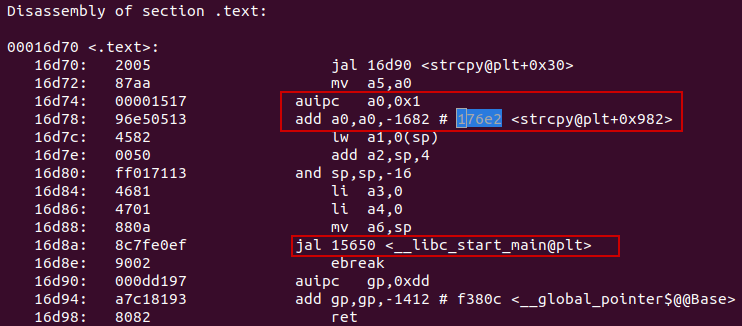 Disassembly of section .text:
00016d70 <.text>:
16d70: 2005 jal 16d90 <strcpy@plt+0x30>
16d72: 87aa mv a5,a0
16d74: 00001517 auipc a0,0x1
16d78: 96e50513 add a0,a0,-1682 # 176e2 <strcpy@plt+0x982>
16d7c: 4582 lw a1,0(sp)
16d7e: 0050 add a2,sp,4
16d80: ff017113 and sp,sp,-16
16d84: 4681 li a3,0
16d86: 4701 li a4,0
16d88: 880a mv a6,sp
16d8a: 8c7fe0ef jal 15650 <__libc_start_main@plt>
16d8e: 9002 ebreak
16d90: 000dd197 auipc gp,0xdd
16d94: a7c18193 add gp,gp,-1412 # f380c <__global_pointer$@@Base>
16d98: 8082 ret